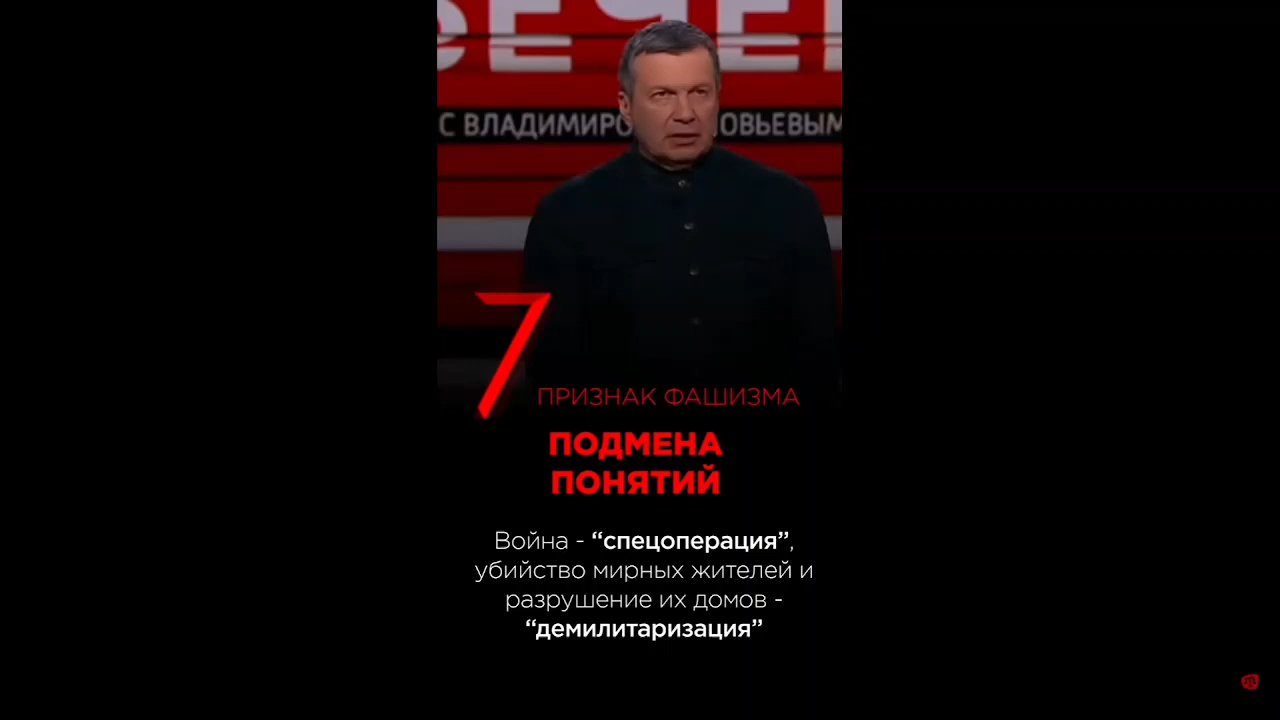 С ВЛАДИМИРО ОВЬЕВЫМ
7
ПРИЗНАК ФАШИЗМА
ПОДМЕНА
ПОНЯТИЙ
Война - “спецоперация”,
убийство мирных жителей и
разрушение их домов -
“демилитаризация”